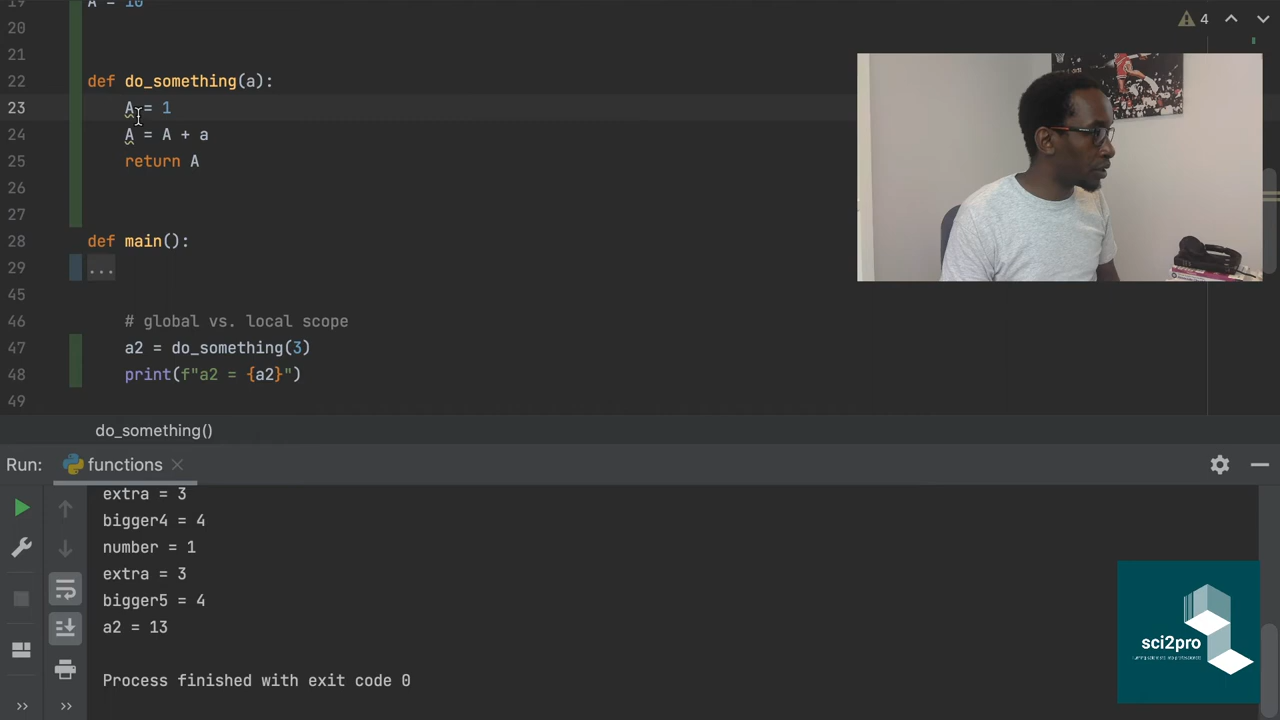 19 A = 10
4
20
21
22 def do_something(a):
23 A = 1
24 A = A + a
25 return A
26
27
28 def main():
29 ...
45
46 # global vs. local scope
47 a2 = do_something(3)
48 print(f"a2 = {a2}")
49
do_something()
Run: functions
extra = 3
bigger4 = 4
number = 1
extra = 3
bigger5 = 4
a2 = 13
Process finished with exit code 0
sci2pro